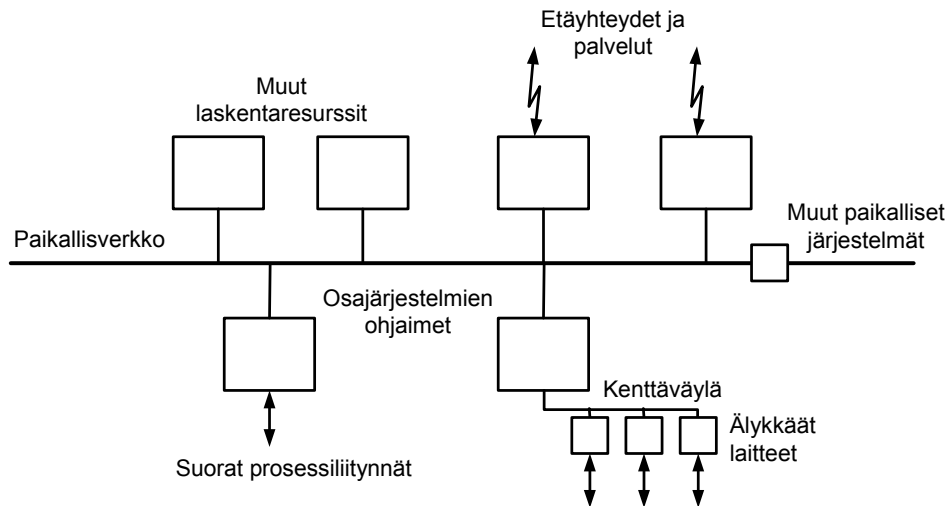 Etäyhteydet ja
palvelut
Muut
laskentaresurssit
Paikallisverkko
Muut paikalliset
järjestelmät
Osajärjestelmien
ohjaimet
Kenttäväylä
Älykkäät
laitteet
Suorat prosessiliitynnät